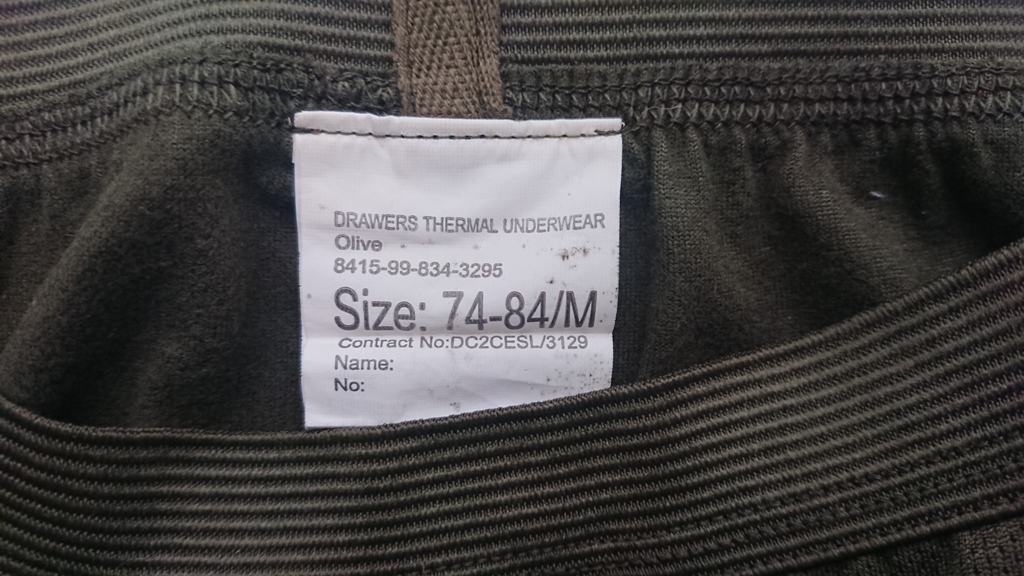 DRAWERS THERMAL UNDERWEAR
Olive
8415-99-834-3295
Size: 74-84/M
Contract No:DC2CESL/3129
Name:
No: